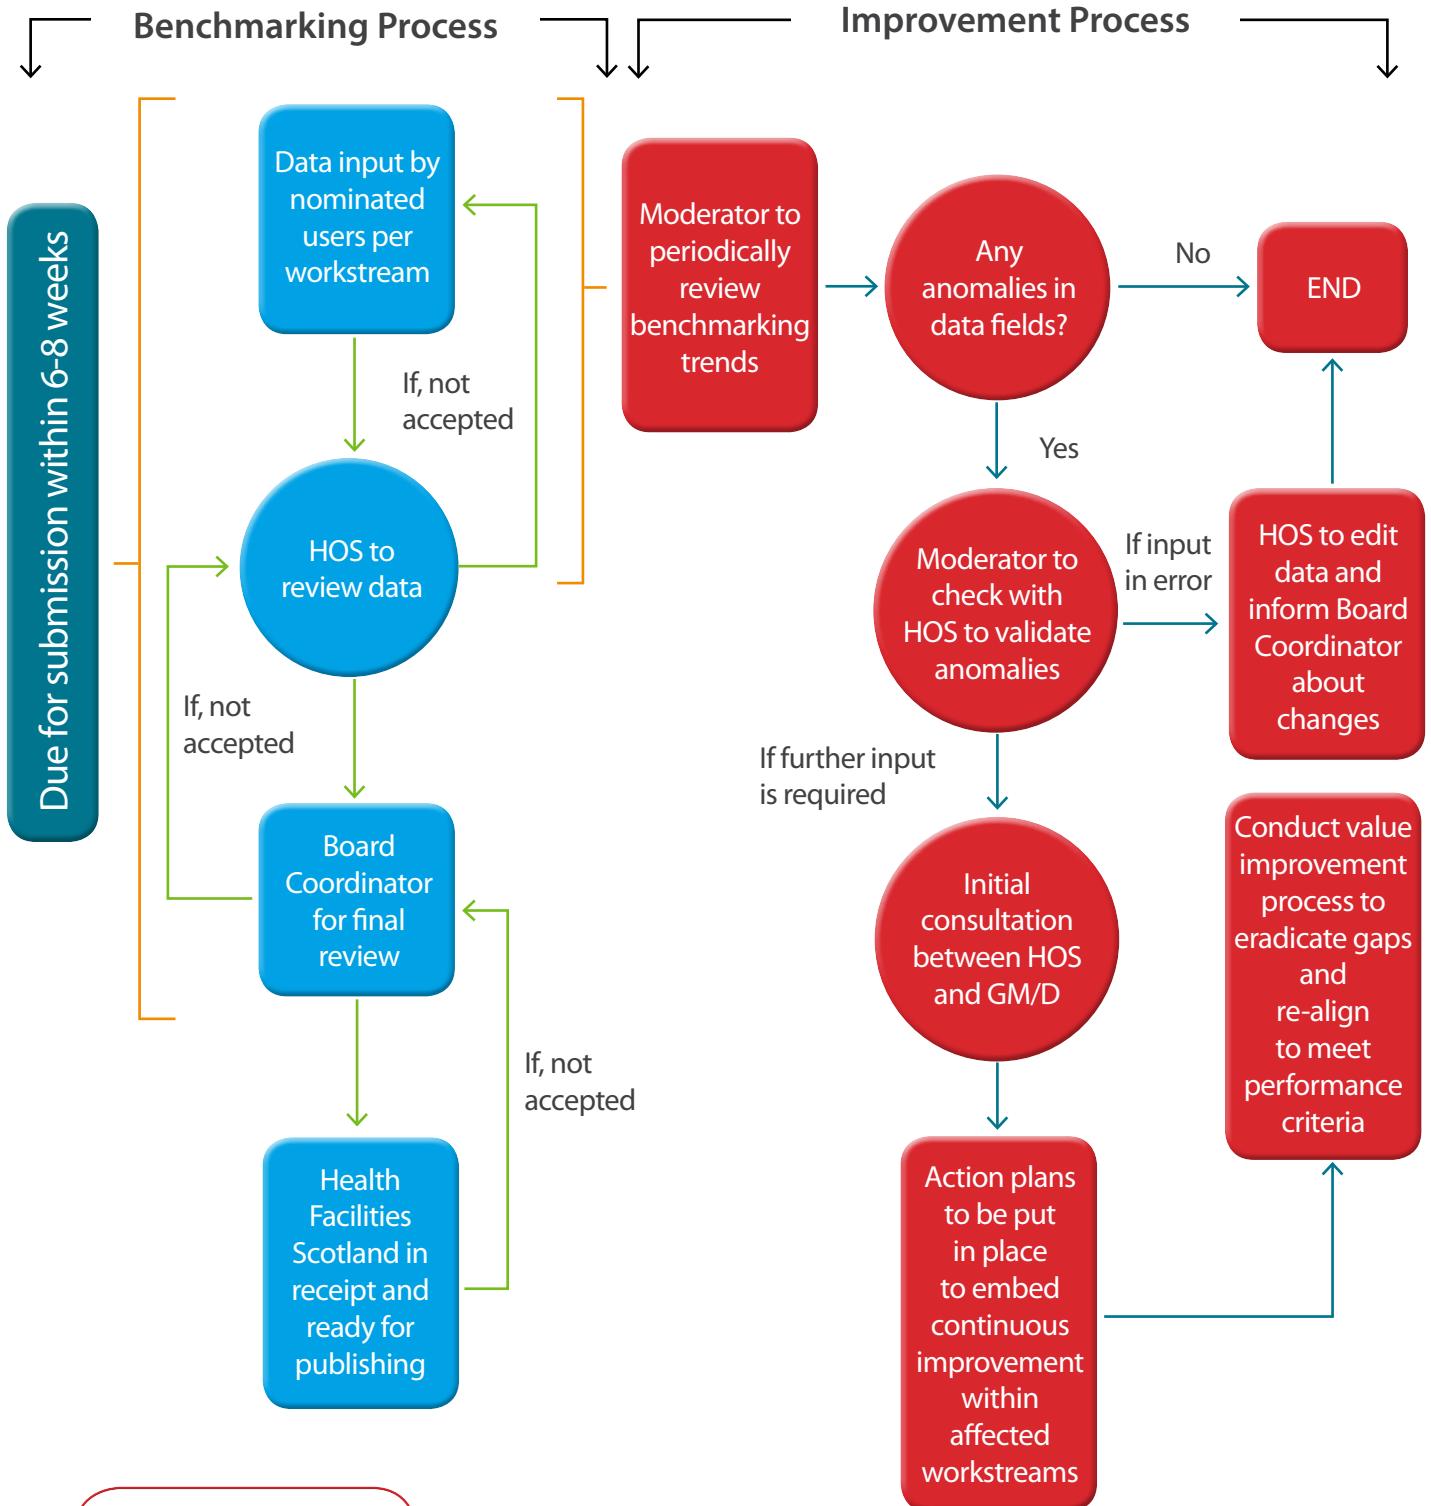 Benchmarking Process
Improvement Process
Due for submission within 6-8 weeks
Data input by
nominated
users per
workstream
If, not
accepted
HOS to
review data
If, not
accepted
Board
Coordinator
for final
review
If, not
accepted
Health
Facilities
Scotland in
receipt and
ready for
publishing
Moderator to
periodically
review
benchmarking
trends
Any
anomalies in
data fields?
No
END
Yes
Moderator to
check with
HOS to validate
anomalies
If input
in error
HOS to edit
data and
inform Board
Coordinator
about
changes
If further input
is required
Initial
consultation
between HOS
and GM/D
Action plans
to be put
in place
to embed
continuous
improvement
within
affected
workstreams
Conduct value
improvement
process to
eradicate gaps
and
re-align
to meet
performance
criteria